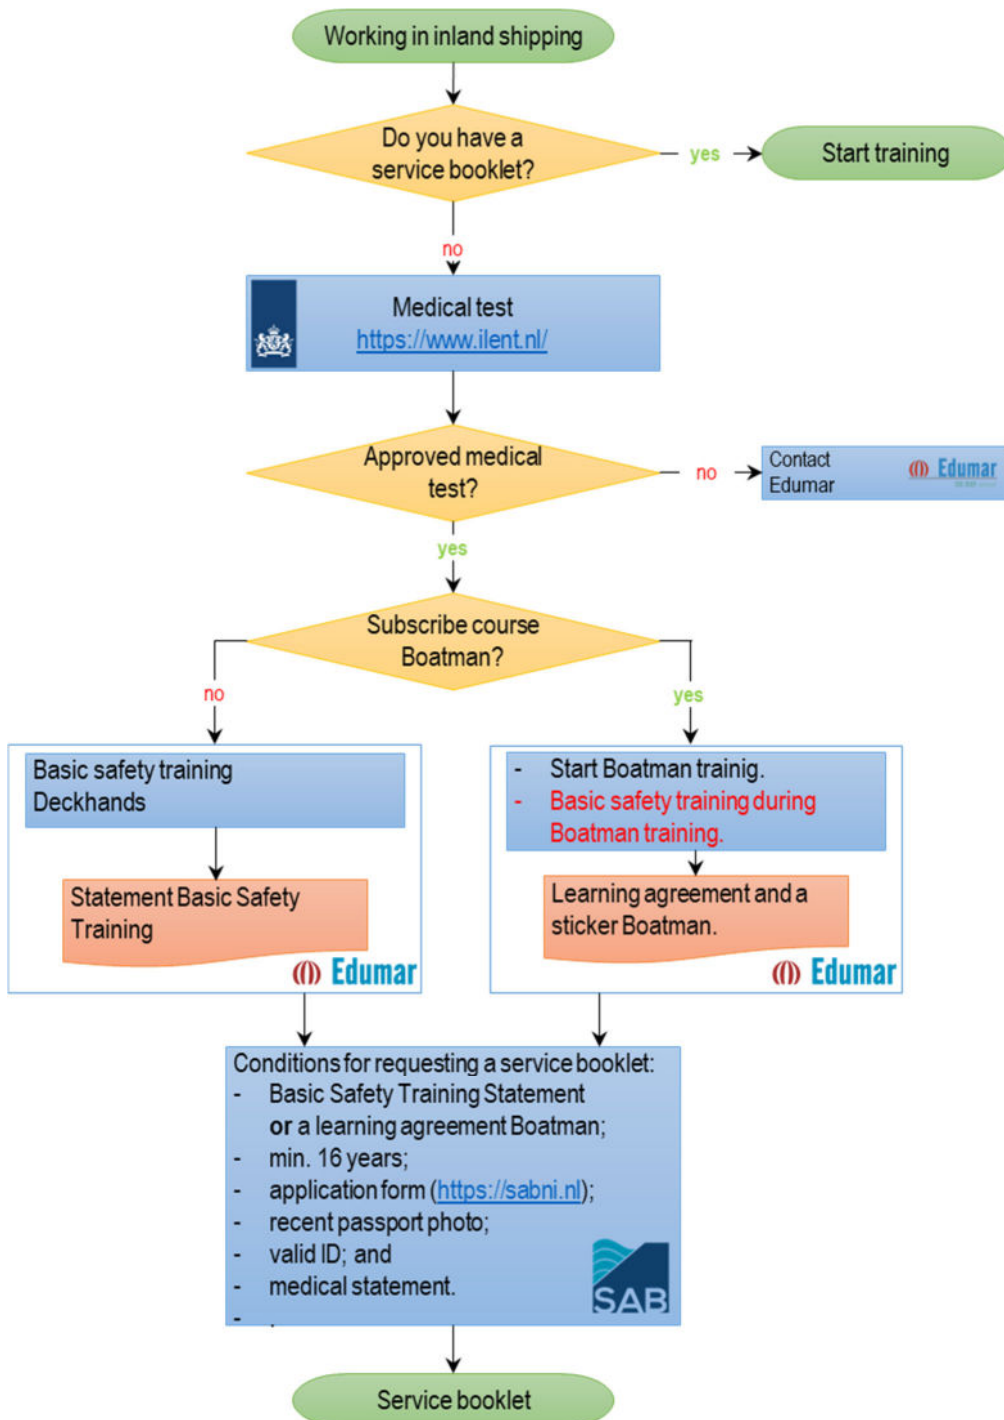 Working in inland shipping
Do you have a
service booklet?
yes
Start training
no
Medical test
https://www.ilent.nl/
Approved medical
test?
no
Contact
Edumar
Edumar
yes
Subscribe course
Boatman?
no
yes
Basic safety training
Deckhands
Statement Basic Safety
Training
Edumar
- Start Boatman trainig.
- Basic safety training during
Boatman training.
Learning agreement and a
sticker Boatman.
Edumar
Conditions for requesting a service booklet:
- Basic Safety Training Statement
or a learning agreement Boatman;
- min. 16 years;
- application form (https://sabni.nl);
- recent passport photo;
- valid ID; and
- medical statement.
- .
SAB
Service booklet